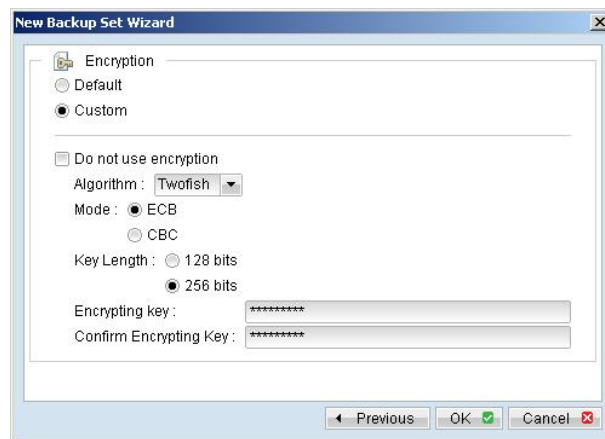 New Backup Set Wizard
Encryption
Default
Custom
Do not use encryption
Algorithm : Twofish
Mode : ECB
CBC
Key Length : 128 bits
256 bits
Encrypting key : *********
Confirm Encrypting Key : *********
Previous OK Cancel